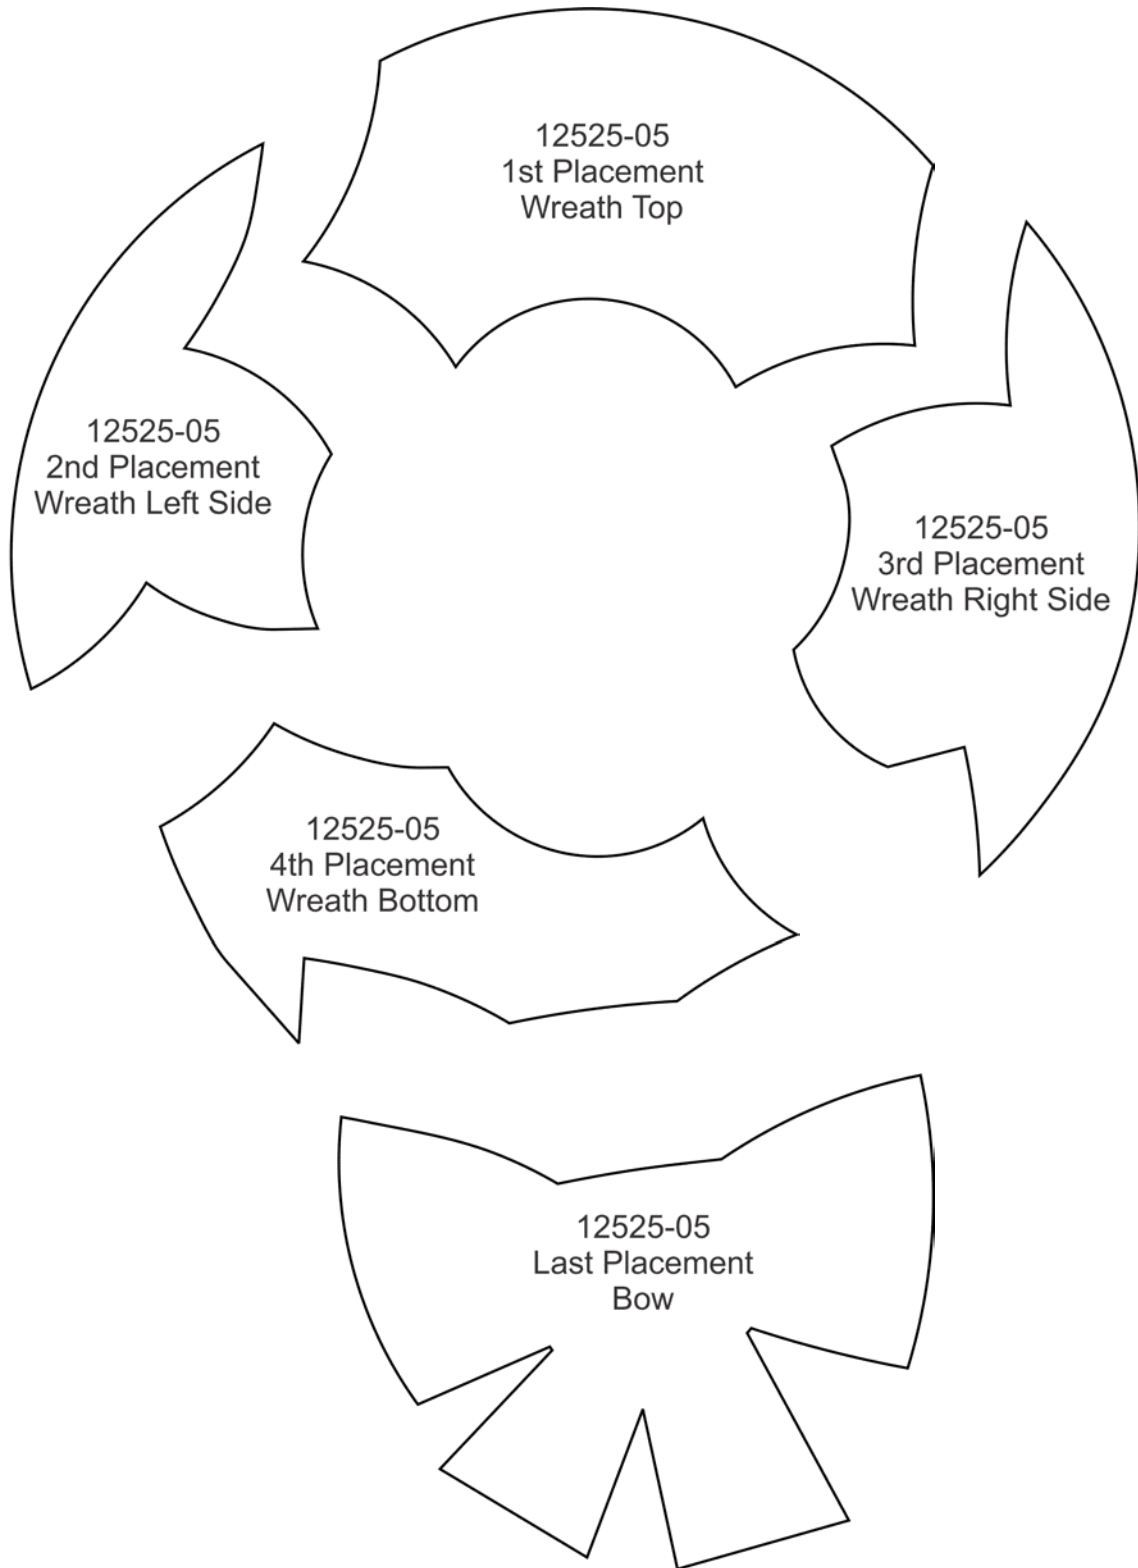 12525-05
1st Placement
Wreath Top
12525-05
2nd Placement
Wreath Left Side
12525-05
3rd Placement
Wreath Right Side
12525-05
4th Placement
Wreath Bottom
12525-05
Last Placement
Bow